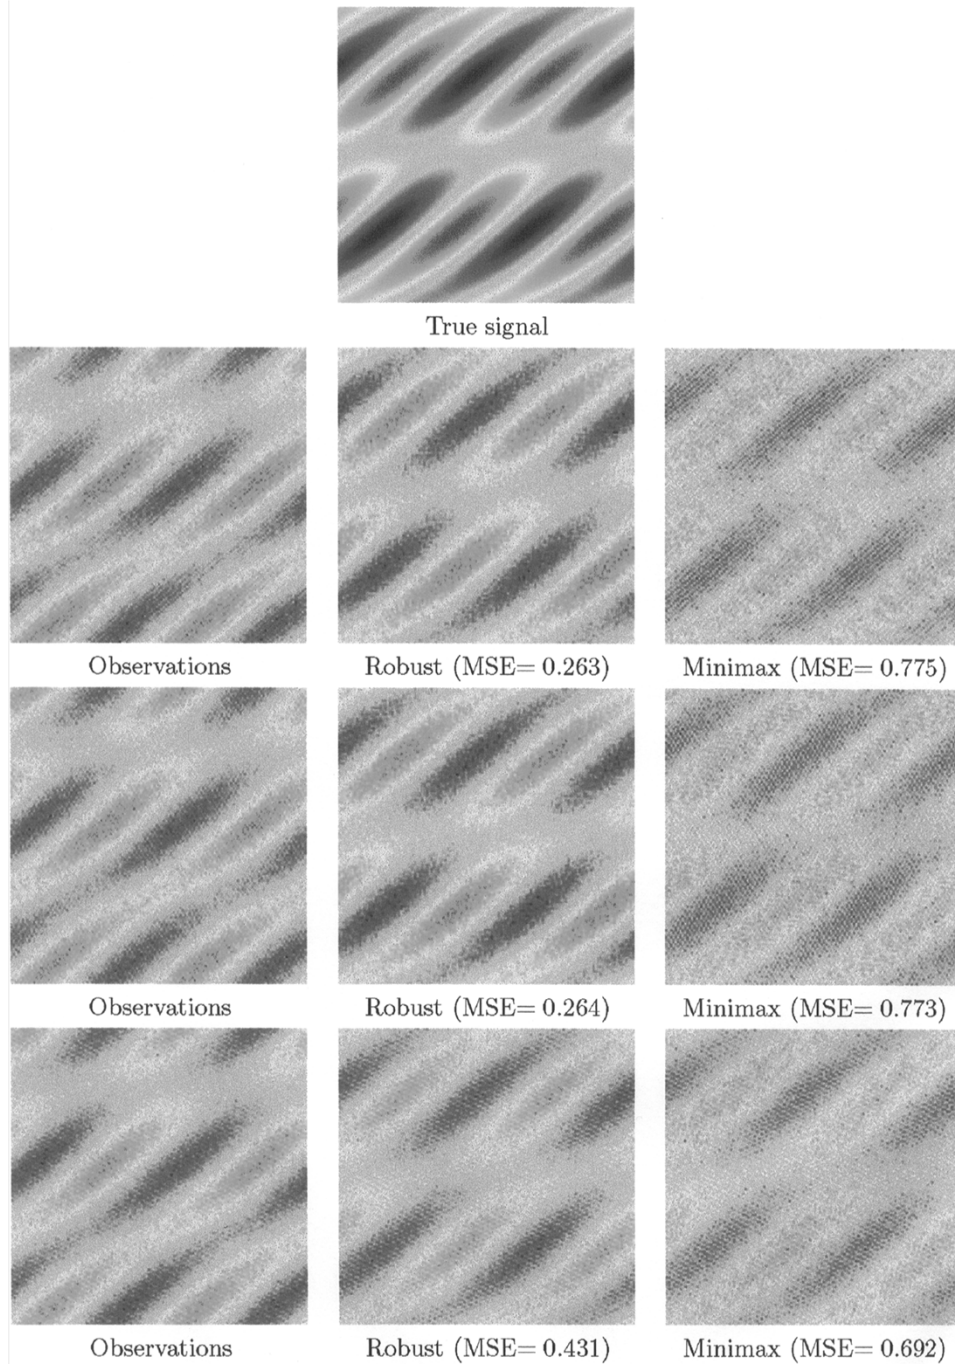 True signal
Observations Robust (MSE= 0.263) Minimax (MSE= 0.775)
Observations Robust (MSE= 0.264) Minimax (MSE= 0.773)
Observations Robust (MSE= 0.431) Minimax (MSE= 0.692)